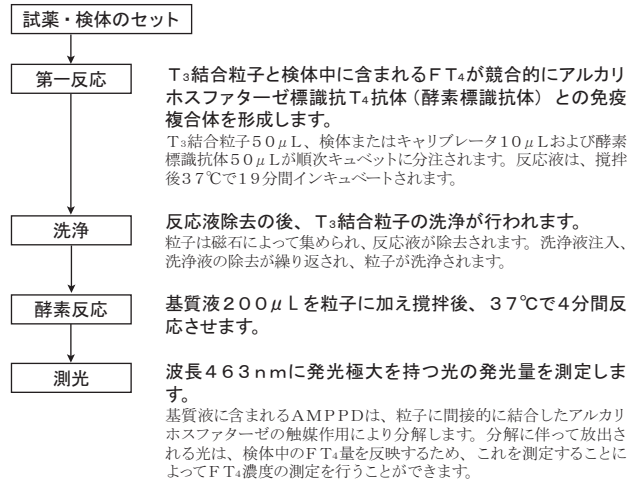 試薬・検体のセット
第一反応
T₃結合粒子と検体中に含まれるFT₄が競合的にアルカリ
ホスファターゼ標識抗T₄抗体（酵素標識抗体）との免疫
複合体を形成します。
T₃結合粒子50μL、検体またはキャリブレータ10μLおよび酵素
標識抗体50μLが順次キュベットに分注されます。反応液は、撹拌
後37℃で19分間インキュベートされます。
洗浄
反応液除去の後、T₃結合粒子の洗浄が行われます。
粒子は磁石によって集められ、反応液が除去されます。洗浄液注入、
洗浄液の除去が繰り返され、粒子が洗浄されます。
酵素反応
基質液200μLを粒子に加え撹拌後、37℃で4分間反
応させます。
測光
波長463nmに発光極大を持つ光の発光量を測定しま
す。
基質液に含まれるAMPPDは、粒子に間接的に結合したアルカリ
ホスファターゼの触媒作用により分解します。分解に伴って放出さ
れる光は、検体中のFT₄量を反映するため、これを測定することに
よってFT₄濃度の測定を行うことができます。